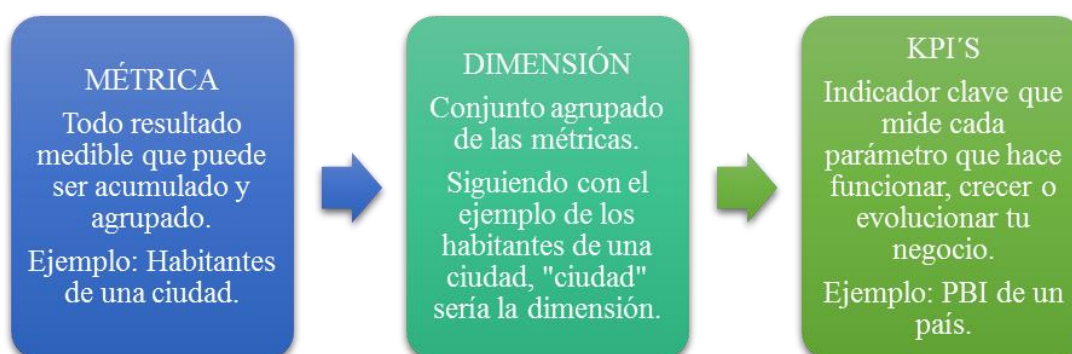 MÉTRICA
Todo resultado
medible que puede
ser acumulado y
agrupado.
Ejemplo: Habitantes
de una ciudad.
DIMENSIÓN
Conjunto agrupado
de las métricas.
Siguiendo con el
ejemplo de los
habitantes de una
ciudad, "ciudad"
sería la dimensión.
KPI´S
Indicador clave que
mide cada
parámetro que hace
funcionar, crecer o
evolucionar tu
negocio.
Ejemplo: PBI de un
país.